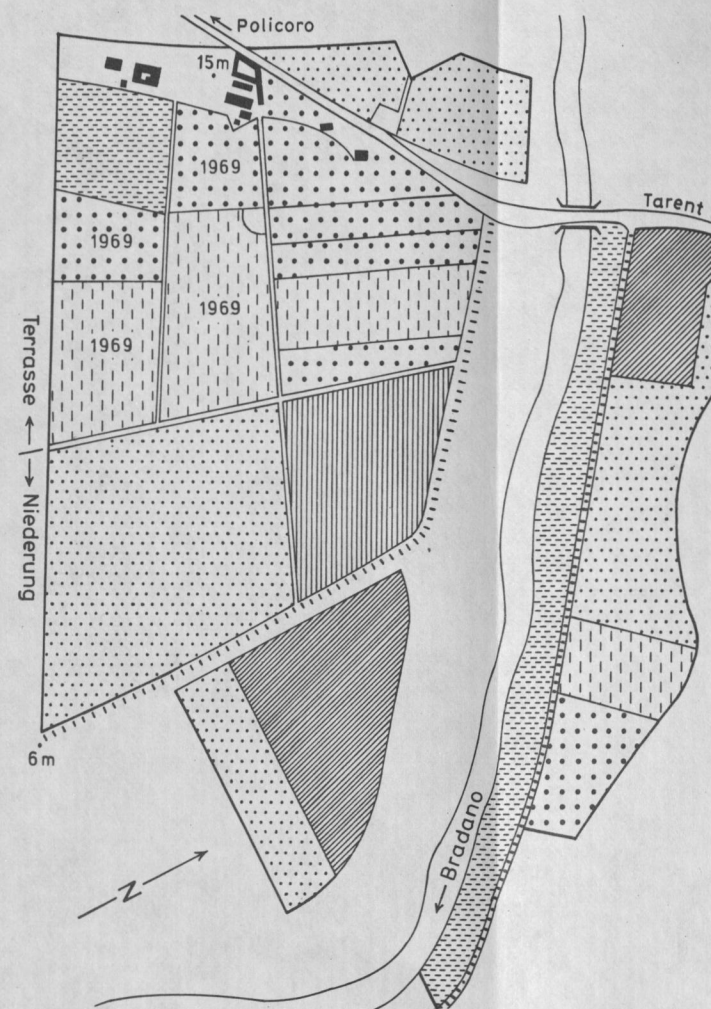 ← Policoro
15m
Tarent
1969
1969
1969
1969
Terrasse ← | → Niederung
6m
N
← Bradano